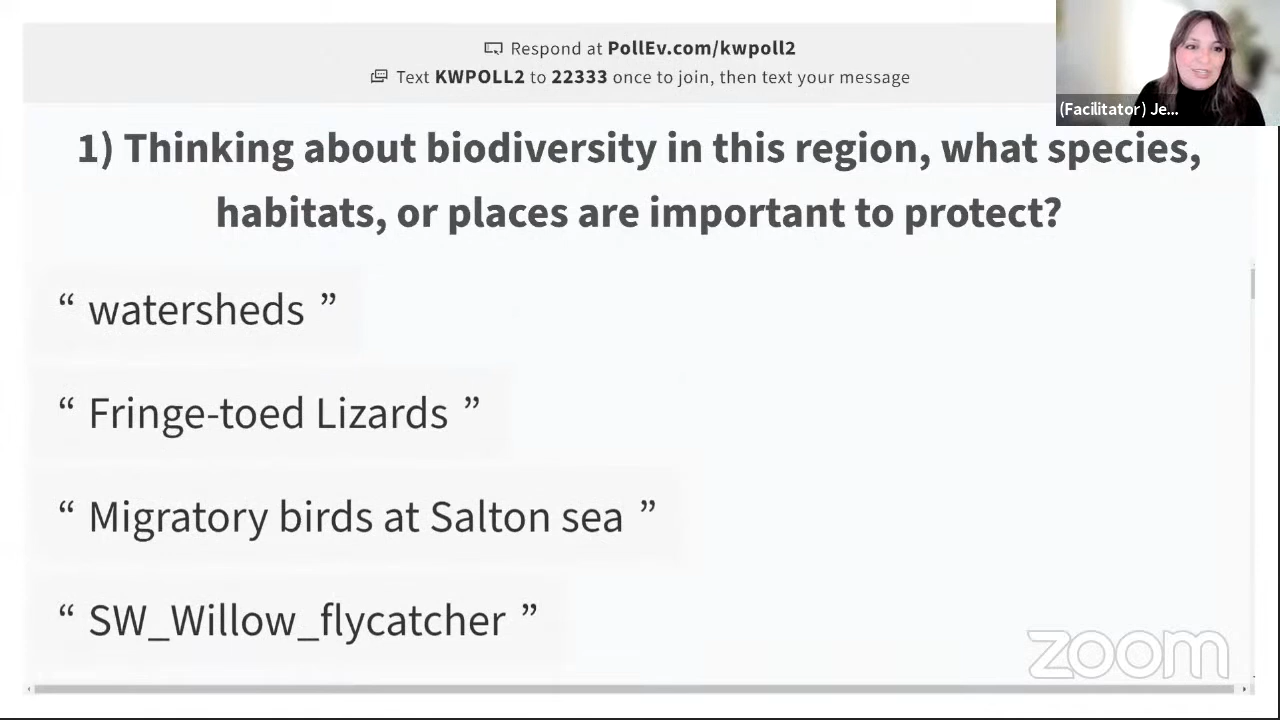 Respond at PollEv.com/kwpoll2
Text KWPOLL2 to 22333 once to join, then text your message
(Facilitator) Je...
1) Thinking about biodiversity in this region, what species,
habitats, or places are important to protect?
“ watersheds ”
“ Fringe-toed Lizards ”
“ Migratory birds at Salton sea ”
“ SW_Willow_flycatcher ”
zoom